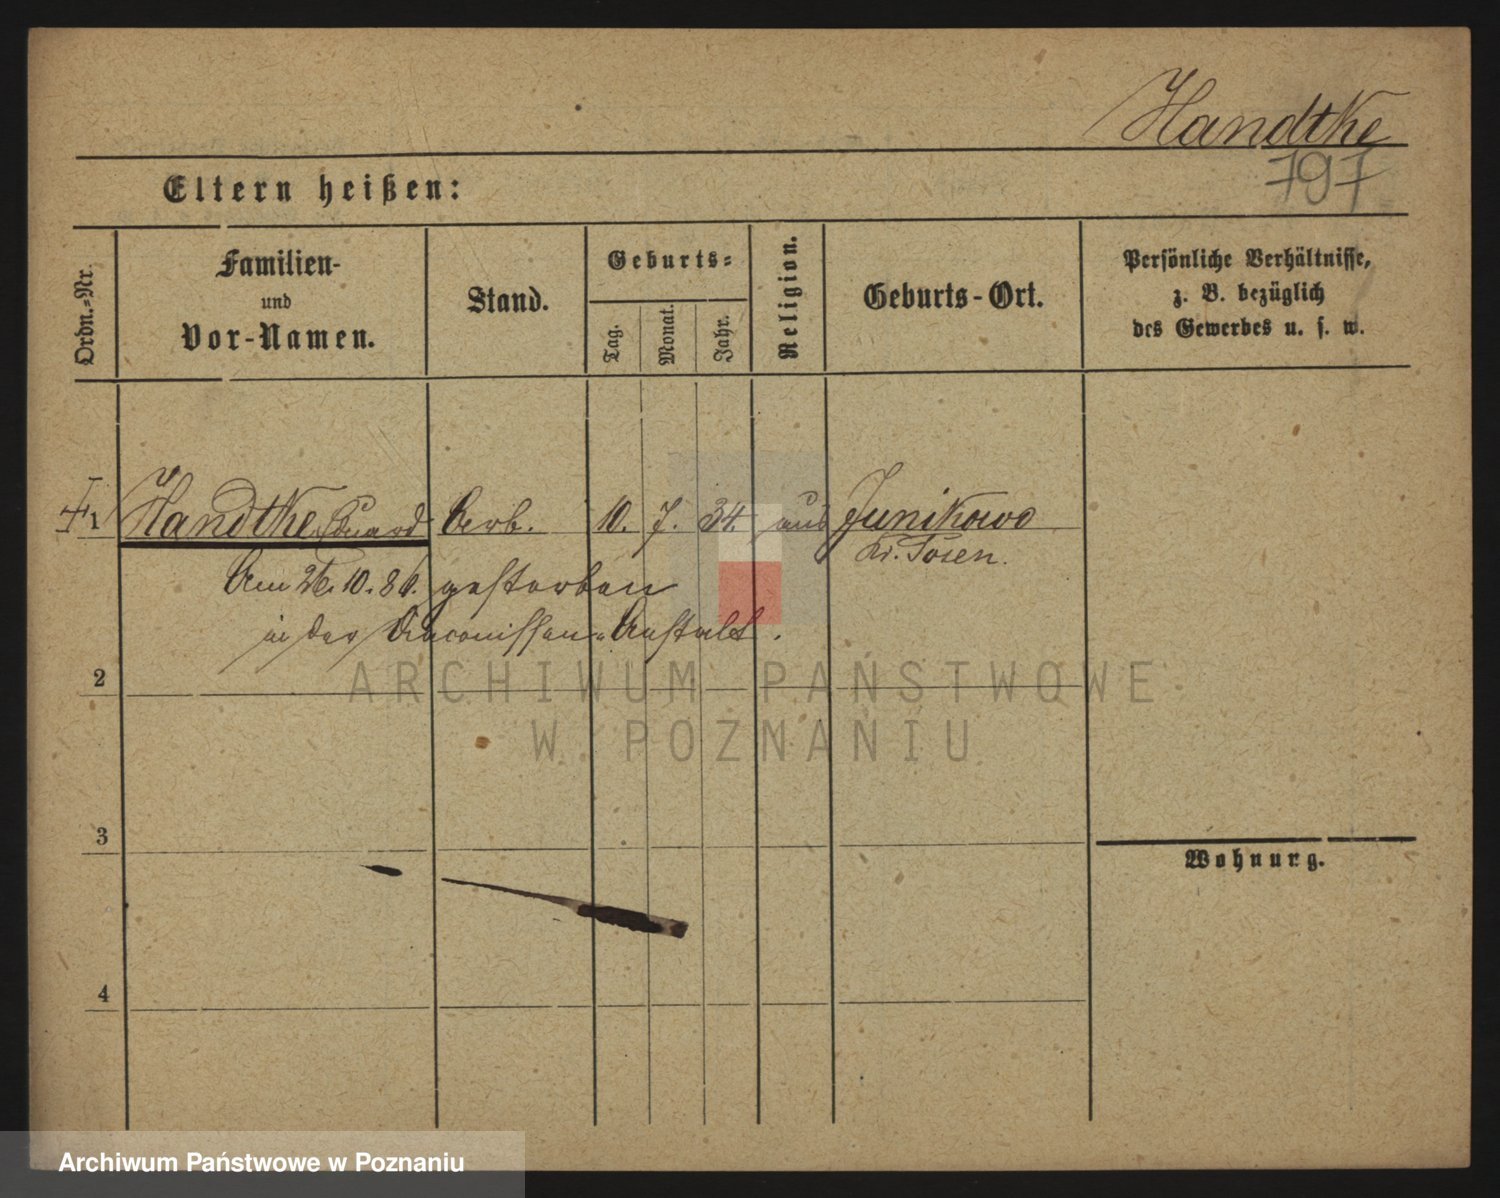 Handtke
797
Eltern heißen:
Ordn.-Nr.
Familien-
und
Vor-Namen.
Stand.
Geburts-
Tag.
Monat.
Jahr.
Religion.
Geburts-Ort.
Persönliche Verhältnisse,
z. B. bezüglich
des Gewerbes u. s. w.
1 Handtke Eduard Arb. 10. 7. 34. aus Junikowo
Kr. Posen.
Am 10. gestorben
in der Diaconissen-Anstalt.
2
ARCHIWUM PAŃSTWOWE
W POZNANIU
3
Wohnung.
4
Archiwum Państwowe w Poznaniu